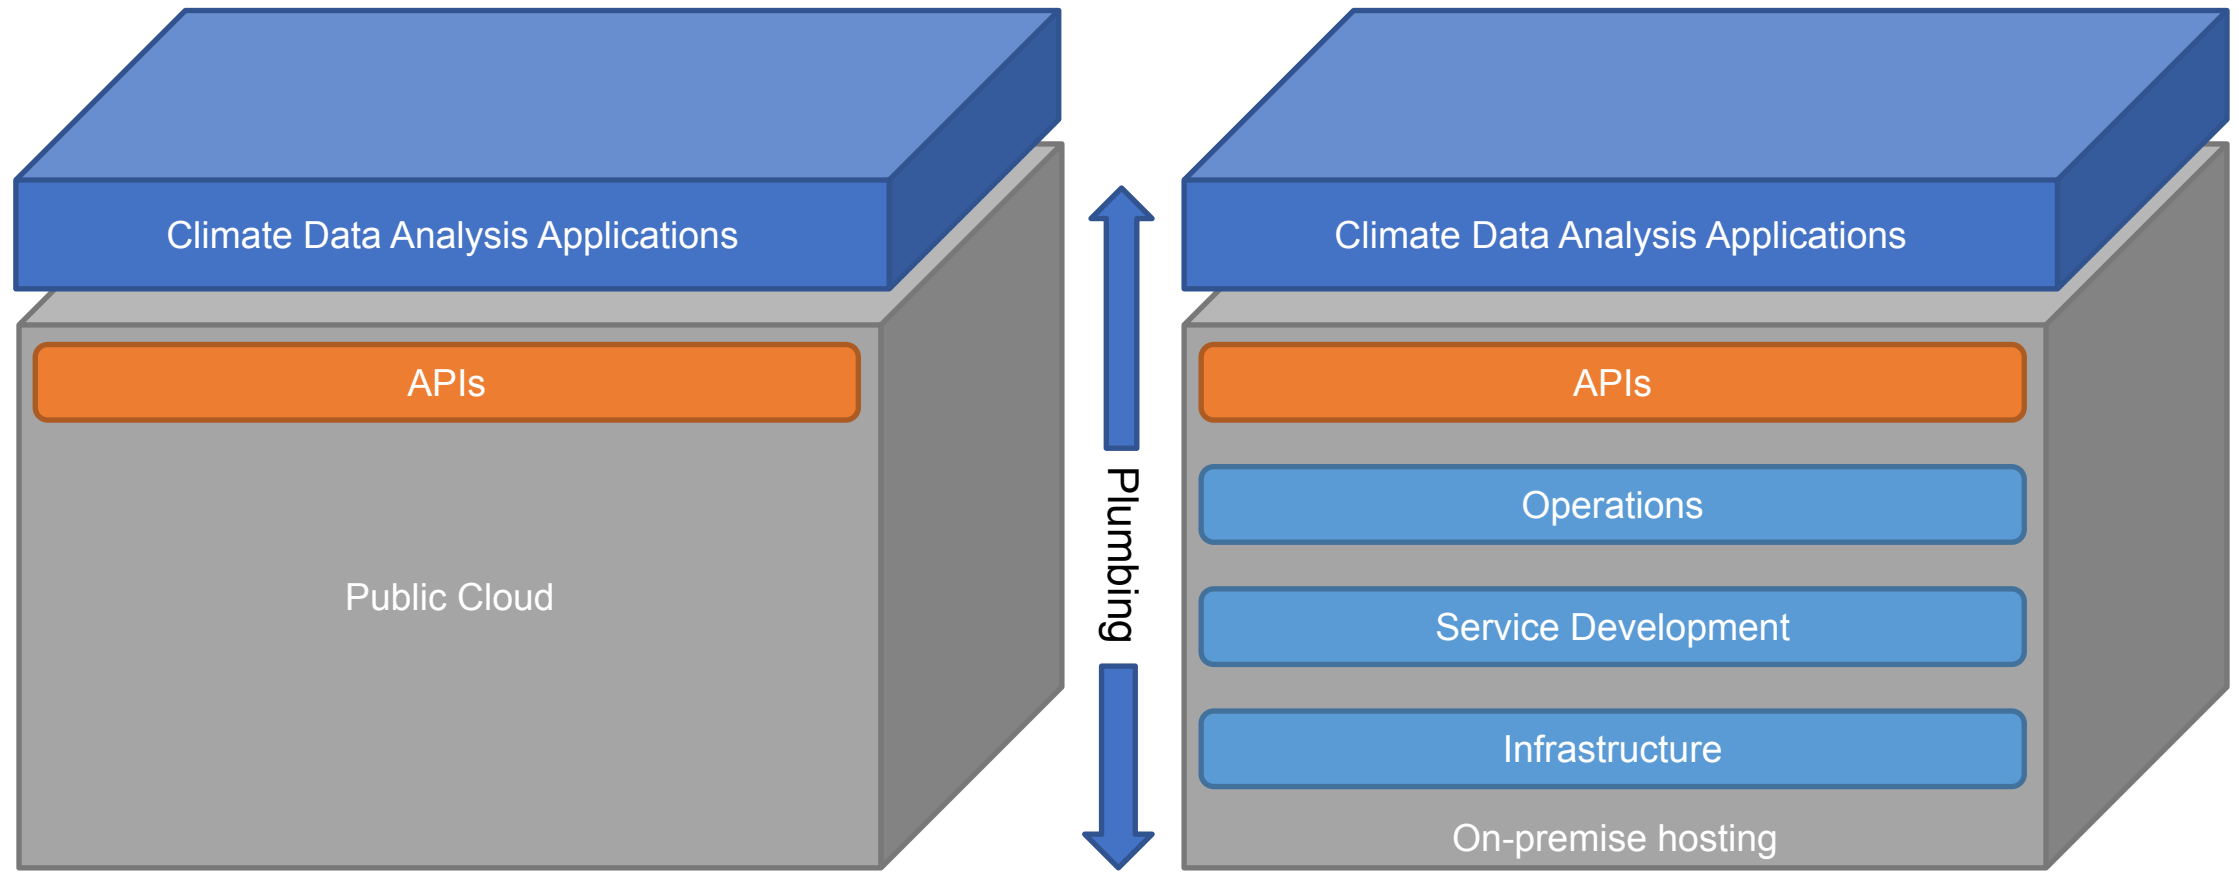 Climate Data Analysis Applications
APIs
Public Cloud
Plumbing
Climate Data Analysis Applications
APIs
Operations
Service Development
Infrastructure
On-premise hosting